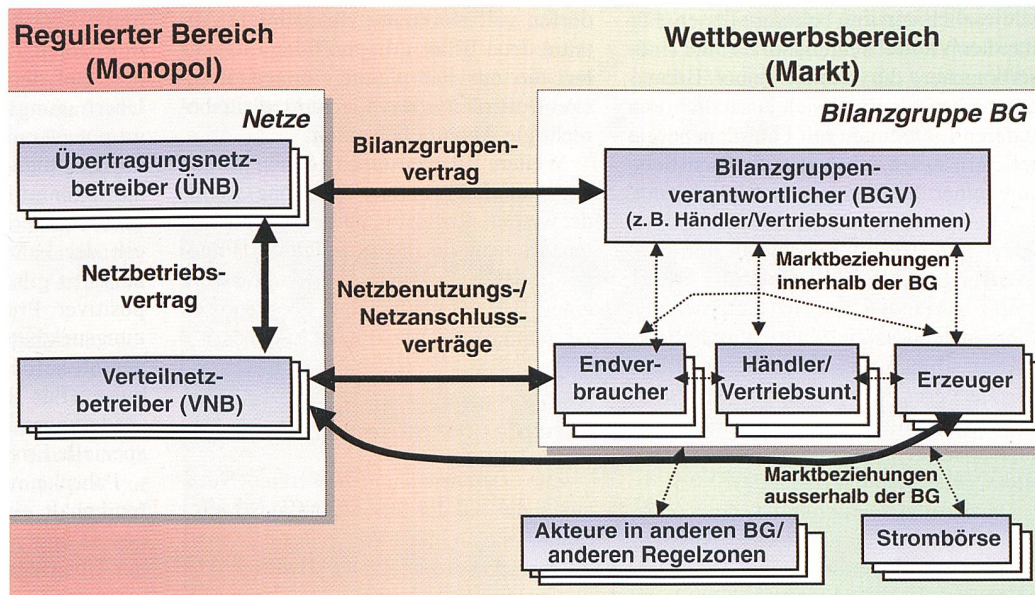 Regulierter Bereich
(Monopol)
Wettbewerbsbereich
(Markt)
Netze
Bilanzgruppe BG
Übertragungsnetz-
betreiber (ÜNB)
Bilanzgruppen-
vertrag
Bilanzgruppen-
verantwortlicher (BGV)
(z.B. Händler/Vertriebsunternehmen)
Netzbetriebs-
vertrag
Netzbenutzungs-/
Netzanschluss-
verträge
Marktbeziehungen
innerhalb der BG
Verteilnetz-
betreiber (VNB)
Endver-
braucher
Händler/
Vertriebsunt.
Erzeuger
Marktbeziehungen
ausserhalb der BG
Akteure in anderen BG/
anderen Regelzonen
Strombörse